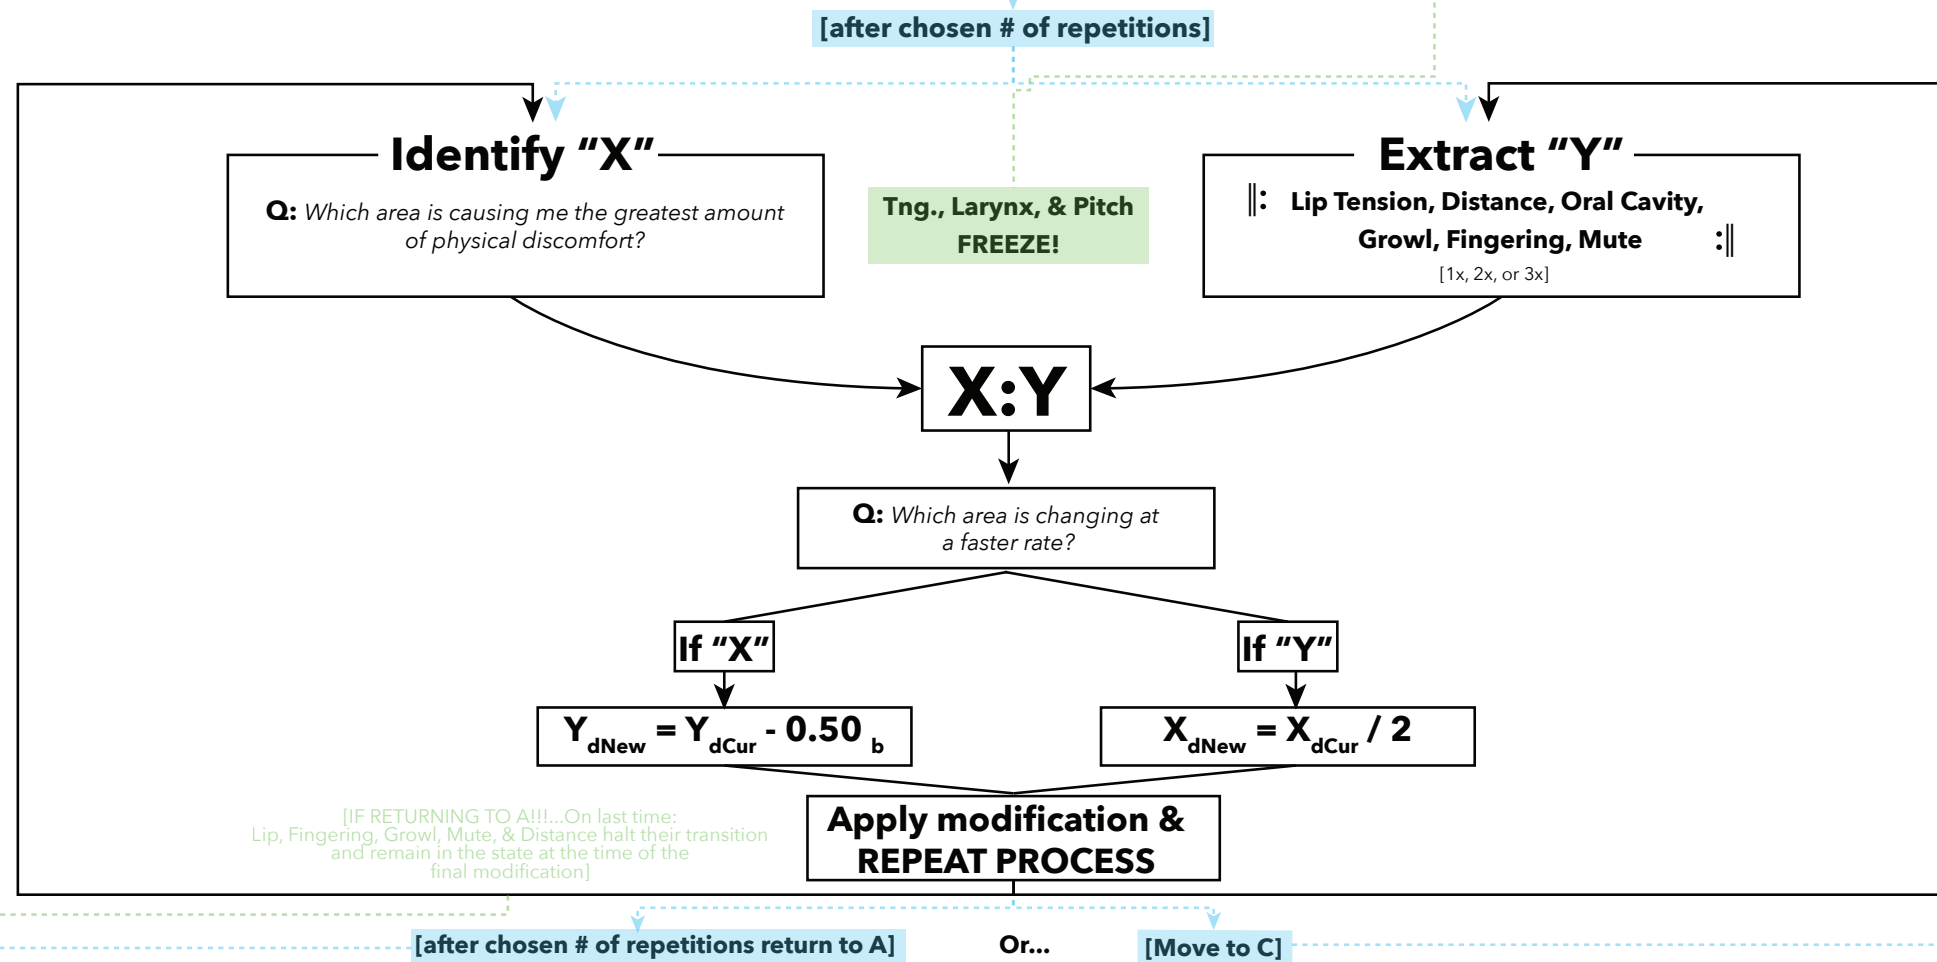 [after chosen # of repetitions]
Identify “X”
Q: Which area is causing me the greatest amount
of physical discomfort?
Tng., Larynx, & Pitch
FREEZE!
Extract “Y”
Lip Tension, Distance, Oral Cavity,
Growl, Fingering, Mute
[1x, 2x, or 3x]
X:Y
Q: Which area is changing at
a faster rate?
If “X”
If “Y”
Y dNew = Y dCur - 0.50 b
X dNew = X dCur / 2
[IF RETURNING TO A!!!...On last time:
Lip, Fingering, Growl, Mute, & Distance halt their transition
and remain in the state at the time of the
final modification]
Apply modification &
REPEAT PROCESS
[after chosen # of repetitions return to A]
Or...
[Move to C]